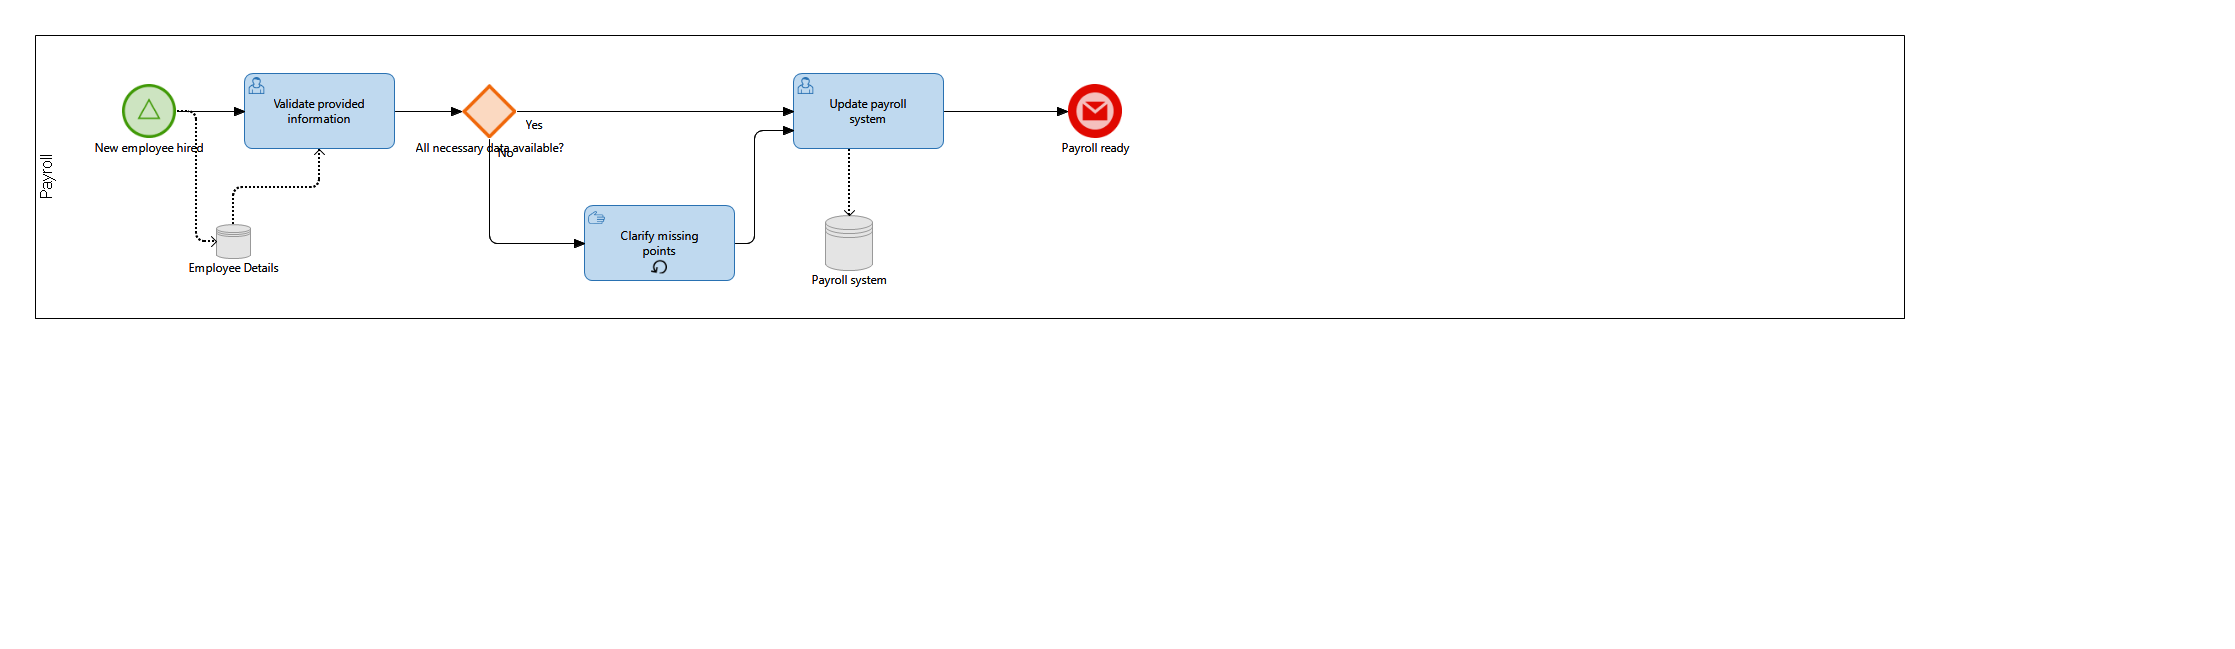 Payroll
New employee hired
Validate provided
information
All necessary data available?
Yes
No
Clarify missing
points
Update payroll
system
Payroll ready
Employee Details
Payroll system